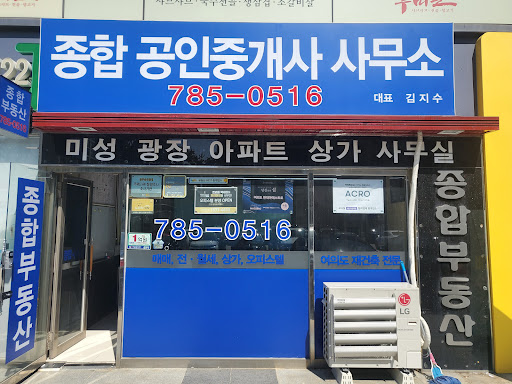 종합 공인중개사 사무소
785-0516
대표 김지수
종합
부동산
785-0516
미성 광장 아파트 상가 사무실
종합부동산
종합부동산
ACRO
785-0516
매매, 전·월세, 상가, 오피스텔
여의도 재건축 전문
LG